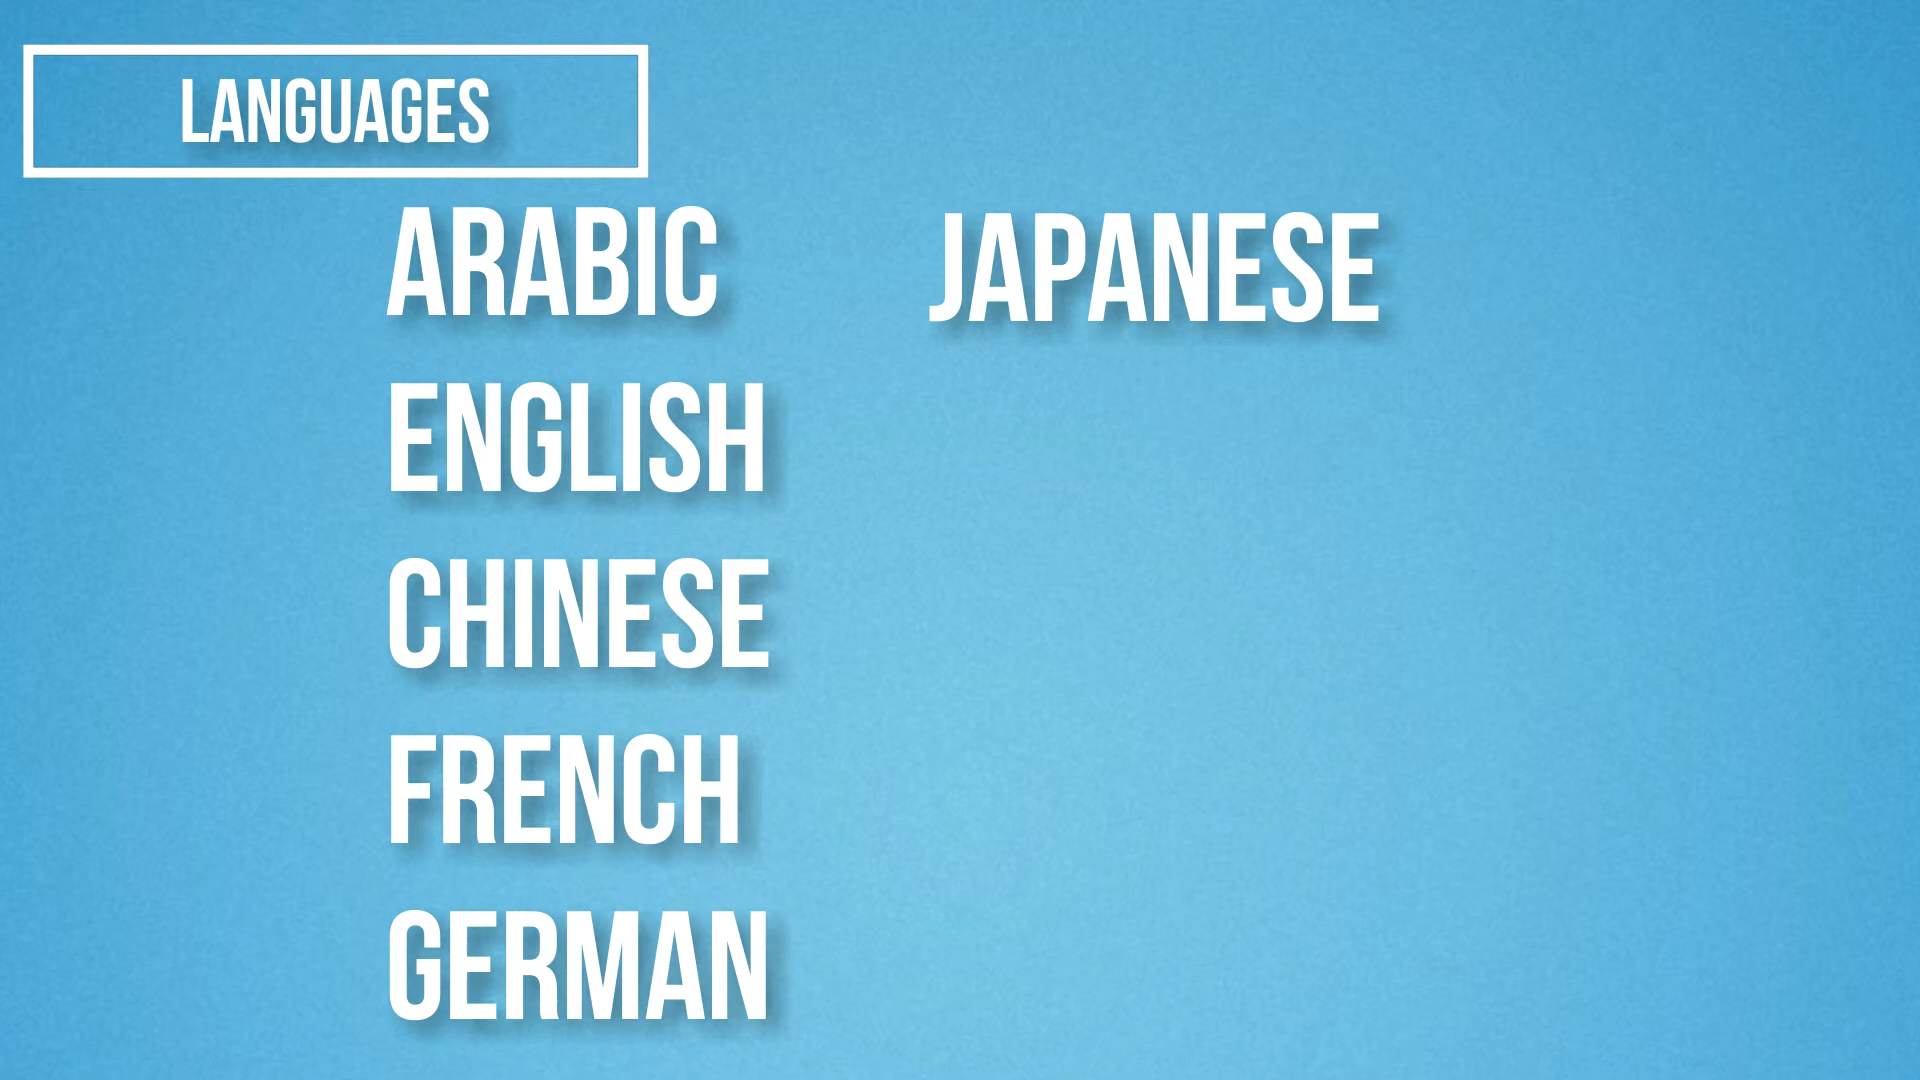 LANGUAGES
ARABIC
ENGLISH
CHINESE
FRENCH
GERMAN
JAPANESE